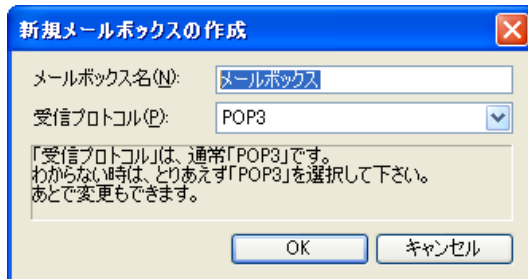 新規メールボックスの作成
メールボックス名(N): メールボックス
受信プロトコル(P): POP3
「受信プロトコル」は、通常「POP3」です。
わからない時は、とりあえず「POP3」を選択して下さい。
あとで変更もできます。
OK キャンセル